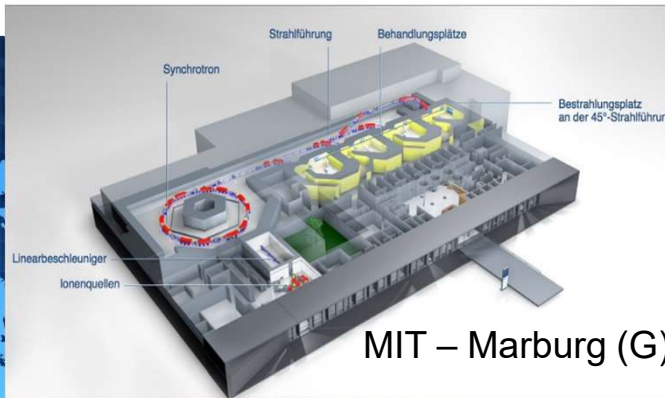 Strahlführung
Behandlungsplätze
Synchrotron
Bestrahlungsplatz
an der 45°-Strahlführun
Linearbeschleuniger
Ionenquellen
MIT – Marburg (G)